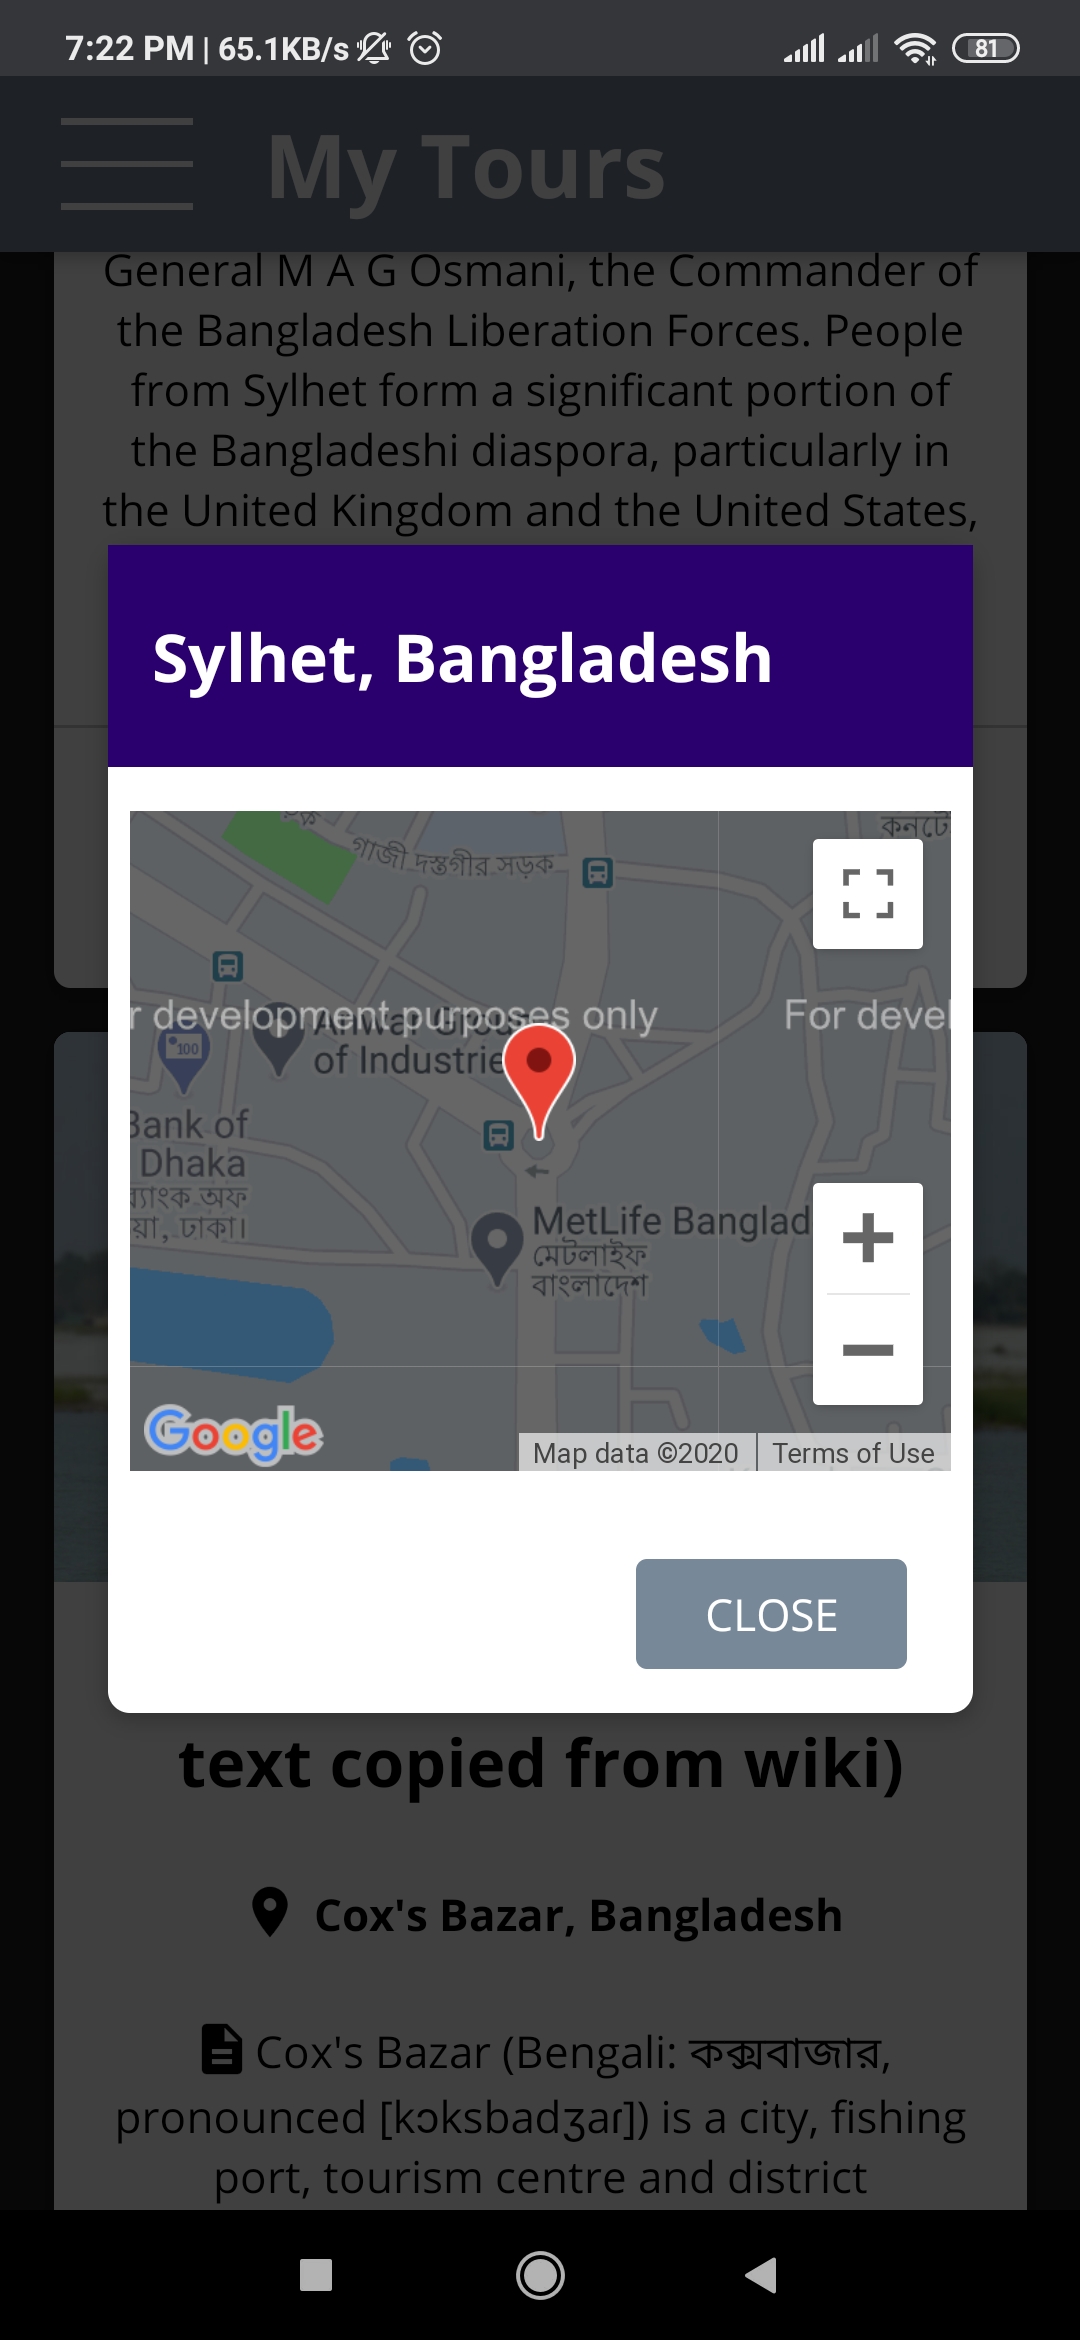 7:22 PM | 65.1KB/s
81
My Tours
General M A G Osmani, the Commander of
the Bangladesh Liberation Forces. People
from Sylhet form a significant portion of
the Bangladeshi diaspora, particularly in
the United Kingdom and the United States,
Sylhet, Bangladesh
গাজী দস্তগীর সড়ক
r development purposes only
For devel
Anwar Group
of Industrie
100
Bank of
Dhaka
ব্যাংক অফ
য়া, ঢাকা।
MetLife Banglad
মেটলাইফ
বাংলাদেশ
Google
Map data ©2020
Terms of Use
CLOSE
text copied from wiki)
Cox's Bazar, Bangladesh
Cox's Bazar (Bengali: কক্সবাজার,
pronounced [kɔksbadʒaɾ]) is a city, fishing
port, tourism centre and district